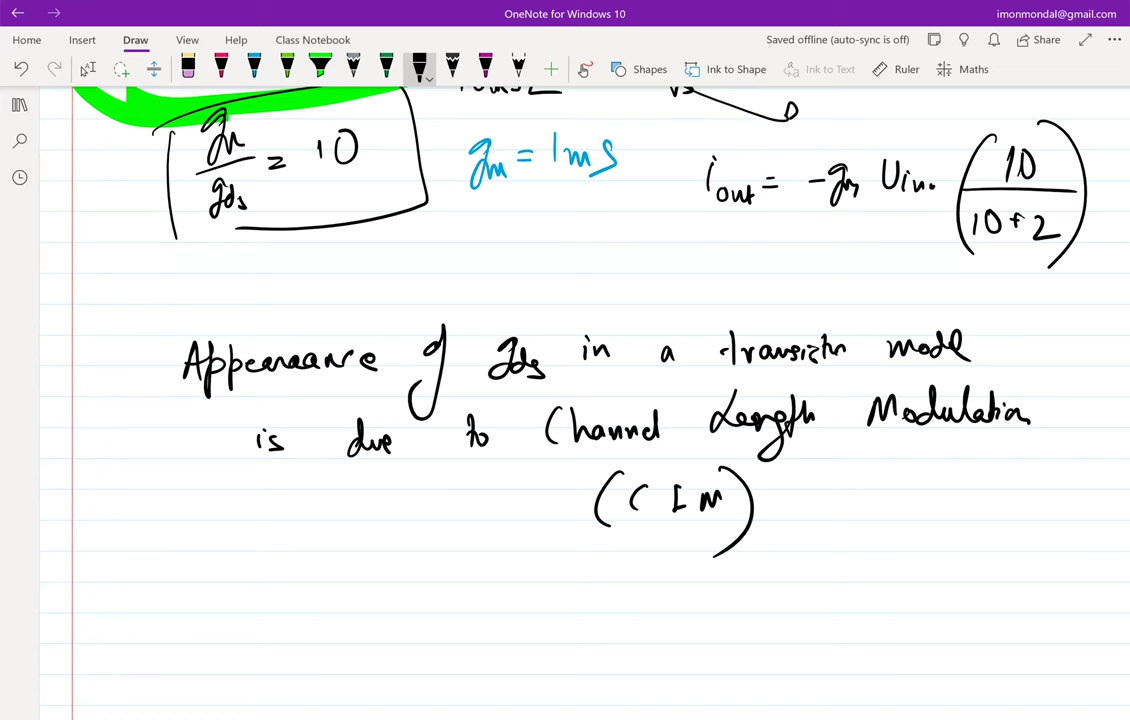 OneNote for Windows 10
imonmondal@gmail.com
Home Insert Draw View Help Class Notebook
Saved offline (auto-sync is off) Share
Shapes Ink to Shape Ink to Text Ruler Maths
gm/gds = 10
gm = 1mS
iout = -gm Uin. (10/(10+2))
Appearance of gds in a transistor model
is due to Channel Length Modulation
(CLM)